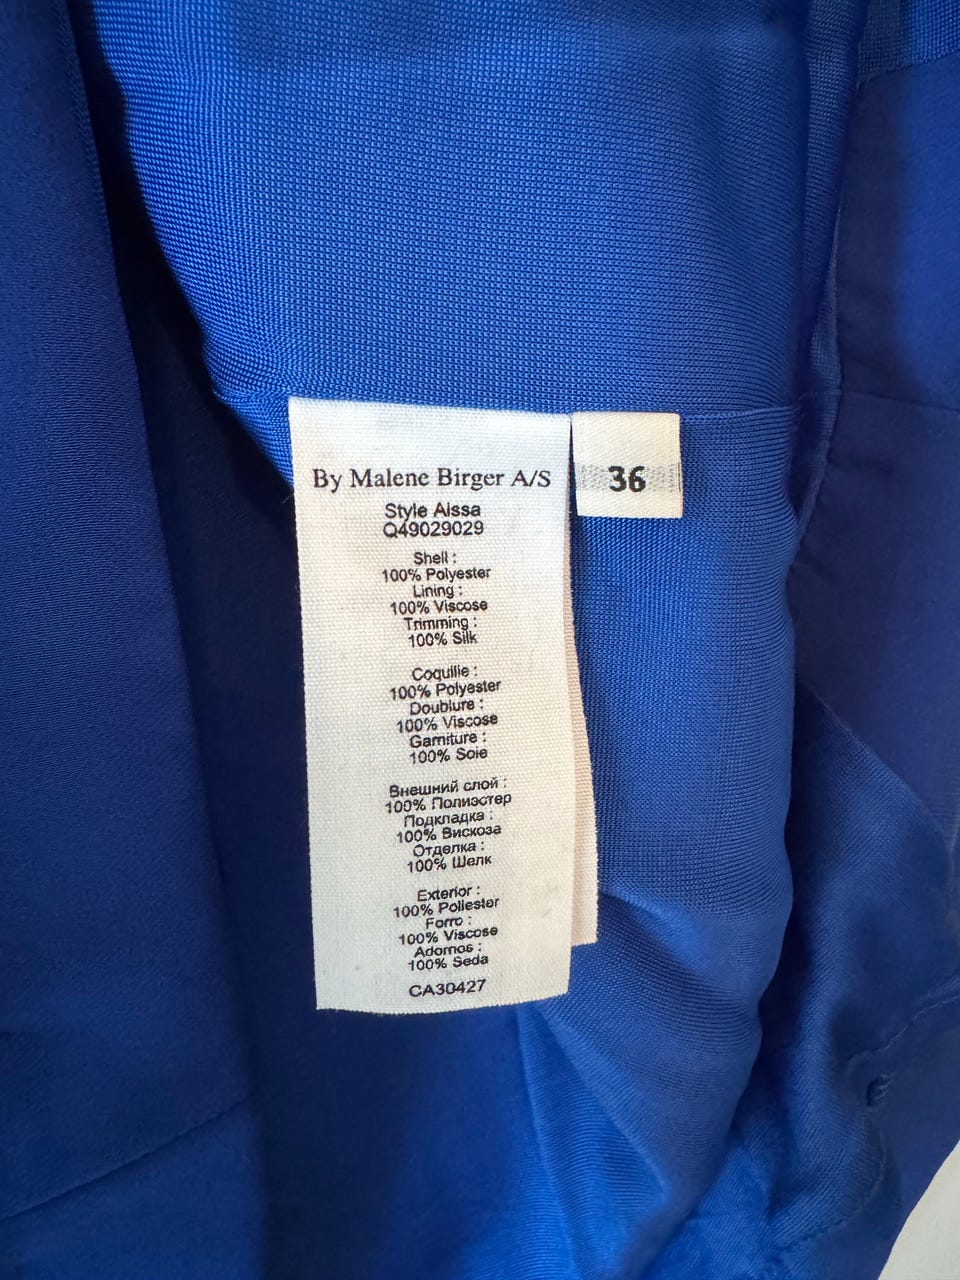 By Malene Birger A/S
36
Style Aissa
Q49029029
Shell :
100% Polyester
Lining :
100% Viscose
Trimming :
100% Silk
Coquille :
100% Polyester
Doublure :
100% Viscose
Garniture :
100% Soie
Внешний слой :
100% Полиэстер
Подкладка :
100% Вискоза
Отделка :
100% Шелк
Exterior :
100% Poliester
Forro :
100% Viscose
Adornos :
100% Seda
CA30427